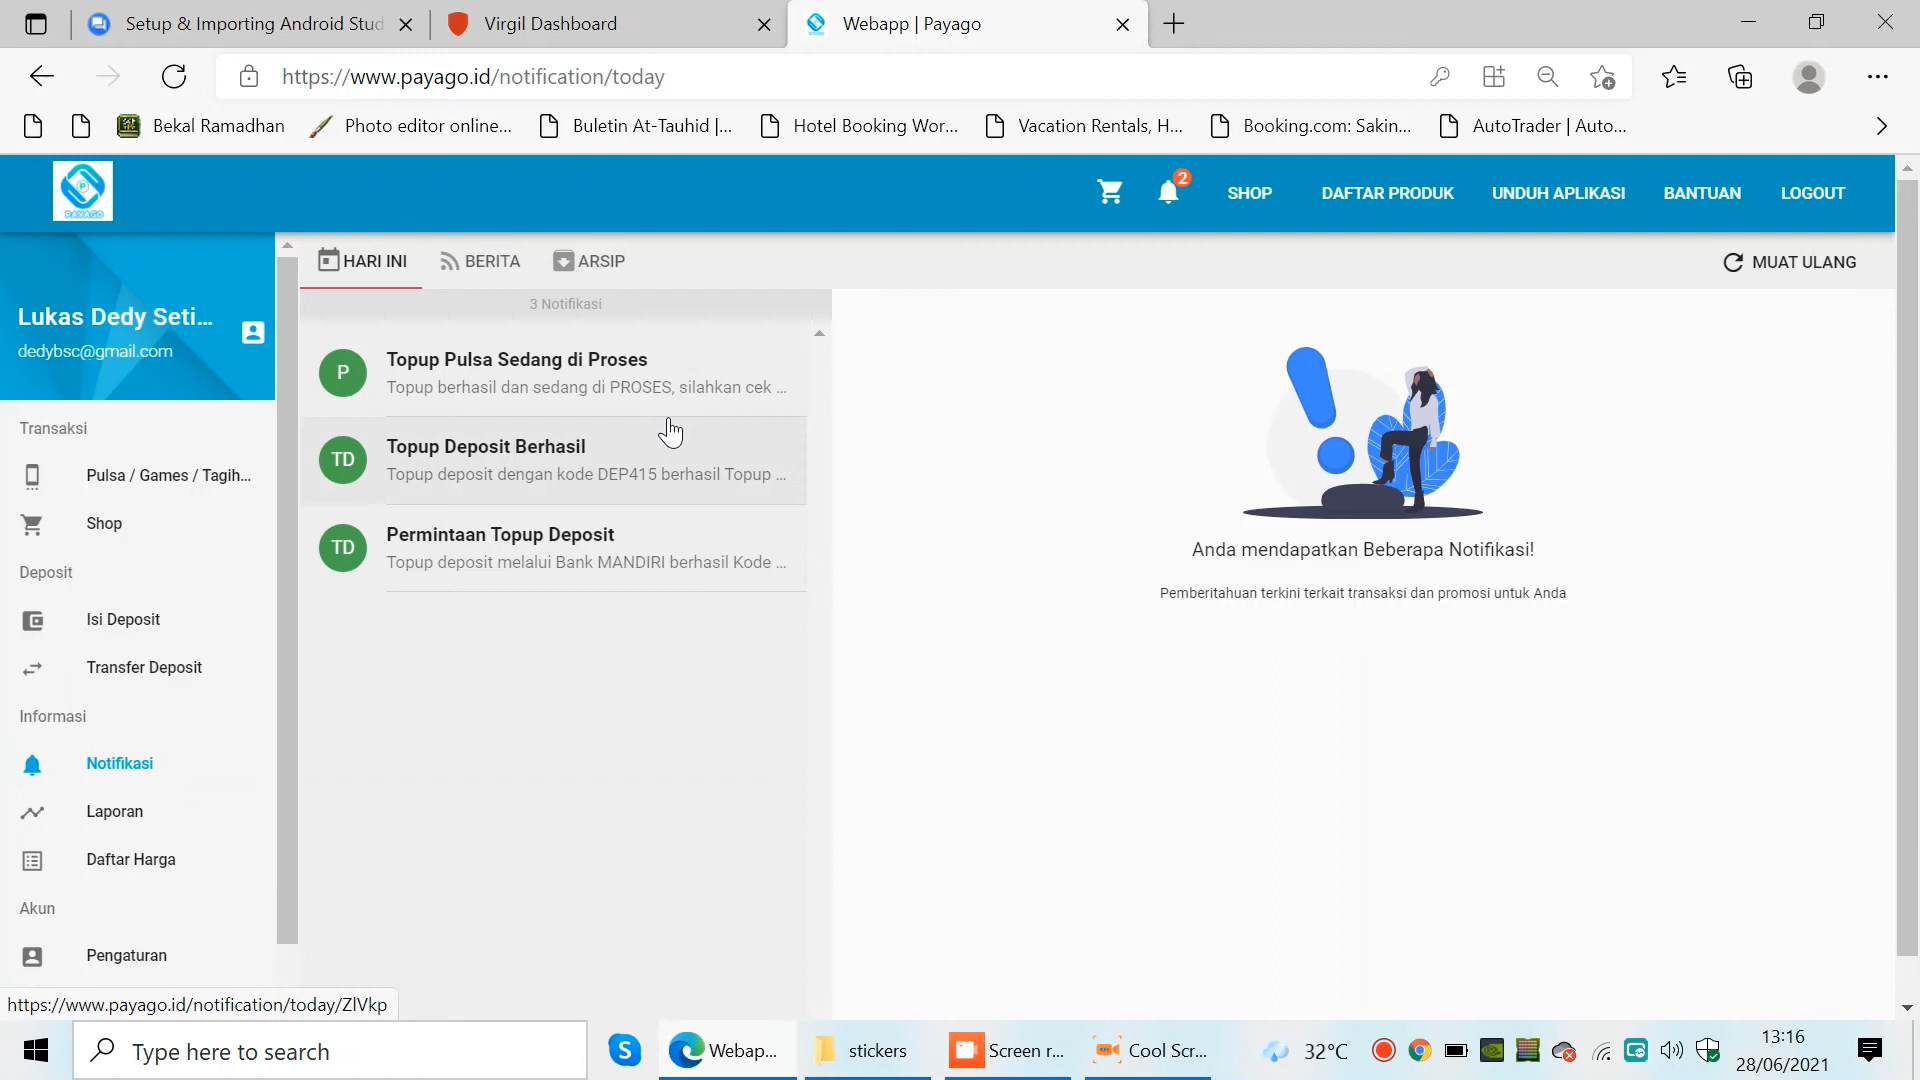 Setup & Importing Android Stud
Virgil Dashboard
Webapp | Payago
https://www.payago.id/notification/today
Bekal Ramadhan
Photo editor online...
Buletin At-Tauhid |...
Hotel Booking Wor...
Vacation Rentals, H...
Booking.com: Sakin...
AutoTrader | Auto...
P
PAYAGO
2
SHOP
DAFTAR PRODUK
UNDUH APLIKASI
BANTUAN
LOGOUT
Lukas Dedy Seti...
dedybsc@gmail.com
Transaksi
Pulsa / Games / Tagih...
Shop
Deposit
Isi Deposit
Transfer Deposit
Informasi
Notifikasi
Laporan
Daftar Harga
Akun
Pengaturan
https://www.payago.id/notification/today/ZlVkp
HARI INI
BERITA
ARSIP
MUAT ULANG
3 Notifikasi
P
Topup Pulsa Sedang di Proses
Topup berhasil dan sedang di PROSES, silahkan cek ...
TD
Topup Deposit Berhasil
Topup deposit dengan kode DEP415 berhasil Topup ...
TD
Permintaan Topup Deposit
Topup deposit melalui Bank MANDIRI berhasil Kode ...
Anda mendapatkan Beberapa Notifikasi!
Pemberitahuan terkini terkait transaksi dan promosi untuk Anda
Type here to search
Webap...
stickers
Screen r...
Cool Scr...
32°C
13:16
28/06/2021